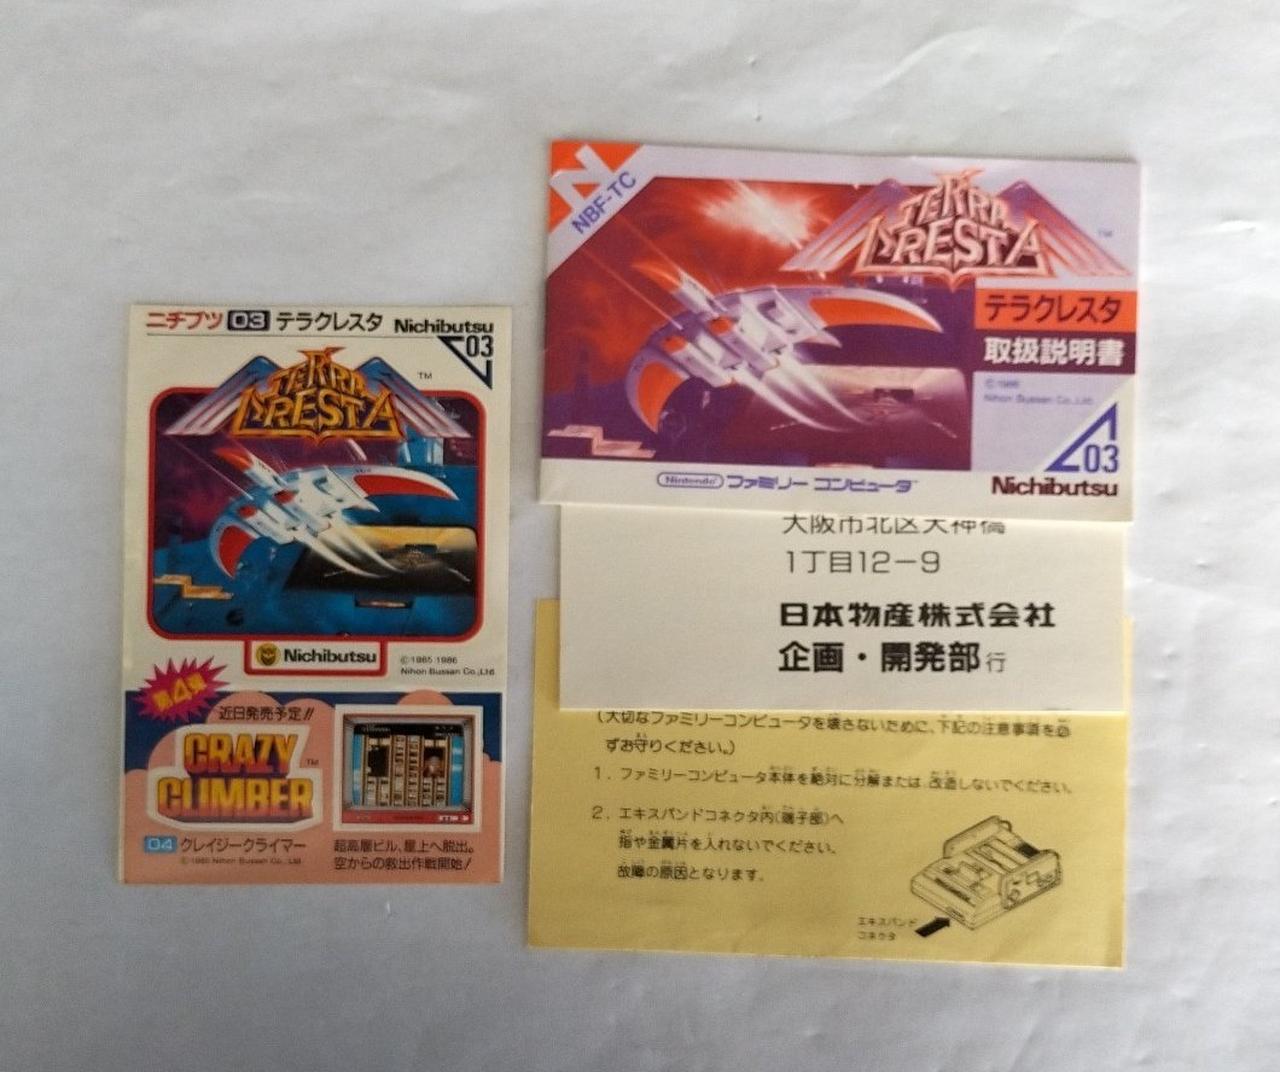 ニチブツ 03 テラクレスタ Nichibutsu
03
TERRA
CRESTA
TM
Nichibutsu
©1985 1986
Nihon Bussan Co.,Ltd
第4弾
近日発売予定!!
CRAZY
CLIMBER
TM
04 クレイジークライマー
©1980 Nihon Bussan Co., Ltd
超高層ビル、屋上へ脱出。
空からの救出作戦開始!
N
NBF-TC
TERRA
CRESTA
TM
テラクレスタ
取扱説明書
©1986
Nihon Bussan Co.,Ltd.
03
Nintendo ファミリーコンピュータ™
Nichibutsu
大阪市北区天神橋
1丁目12-9
日本物産株式会社
企画・開発部行
(大切なファミリーコンピュータを壊さないために、下記の注意事項を必
ずお守りください。)
1. ファミリーコンピュータ本体を絶対に分解または改造しないでください。
2. エキスパンドコネクタ内(端子部)へ
指や金属片を入れないでください。
故障の原因となります。
エキスパンド
コネクタ